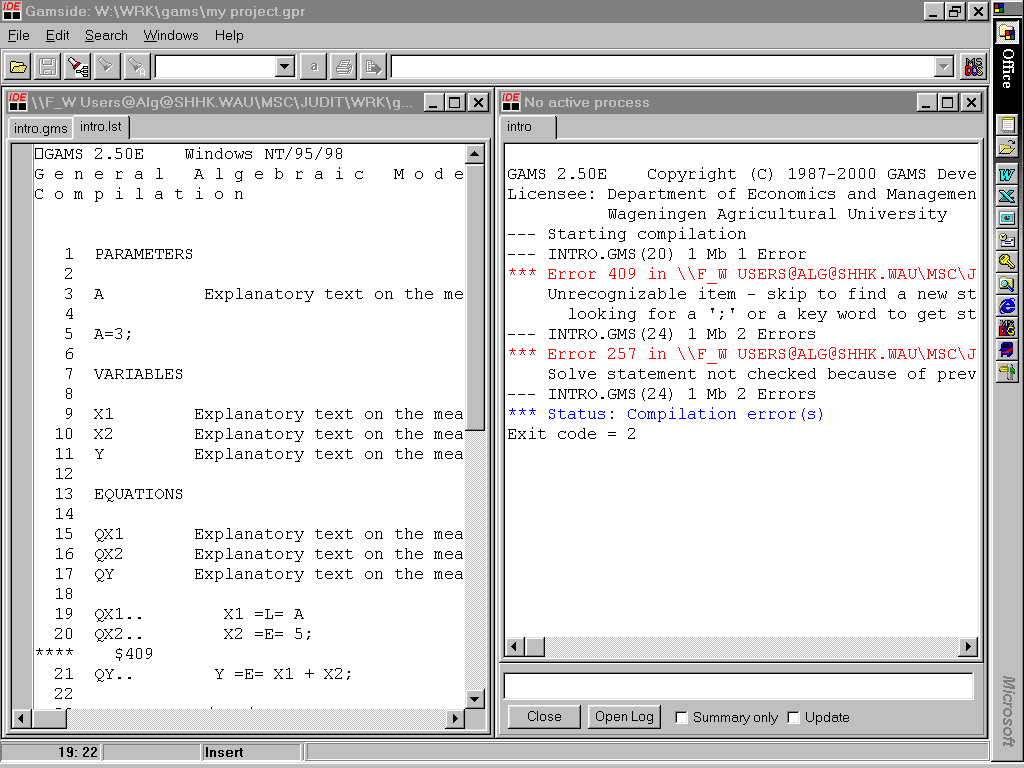 IDE Gamside: W:\WRK\gams\my project.gpr
File Edit Search Windows Help
a MS DOS
IDE \\F_W Users@Alg@SHHK.WAU\MSC\JUDIT\WRK\g...
intro.gms intro.lst
GAMS 2.50E Windows NT/95/98
G e n e r a l A l g e b r a i c M o d e
C o m p i l a t i o n
1 PARAMETERS
2
3 A Explanatory text on the me
4
5 A=3;
6
7 VARIABLES
8
9 X1 Explanatory text on the mea
10 X2 Explanatory text on the mea
11 Y Explanatory text on the mea
12
13 EQUATIONS
14
15 QX1 Explanatory text on the mea
16 QX2 Explanatory text on the mea
17 QY Explanatory text on the mea
18
19 QX1.. X1 =L= A
20 QX2.. X2 =E= 5;
**** $409
21 QY.. Y =E= X1 + X2;
22
IDE No active process
intro
GAMS 2.50E Copyright (C) 1987-2000 GAMS Deve
Licensee: Department of Economics and Managemen
Wageningen Agricultural University
--- Starting compilation
--- INTRO.GMS(20) 1 Mb 1 Error
*** Error 409 in \\F_W USERS@ALG@SHHK.WAU\MSC\J
Unrecognizable item - skip to find a new st
looking for a ';' or a key word to get st
--- INTRO.GMS(24) 1 Mb 2 Errors
*** Error 257 in \\F_W USERS@ALG@SHHK.WAU\MSC\J
Solve statement not checked because of prev
--- INTRO.GMS(24) 1 Mb 2 Errors
*** Status: Compilation error(s)
Exit code = 2
Close Open Log Summary only Update
19: 22 Insert
Office
Microsoft